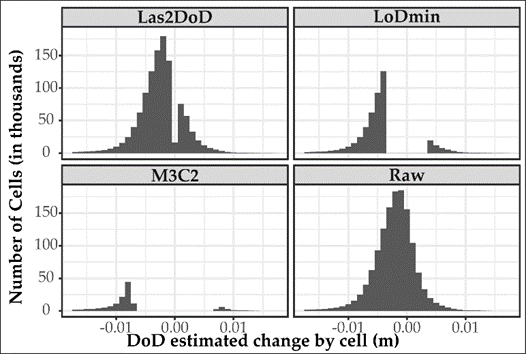 Las2DoD LoDmin
150
100
50
0
M3C2 Raw
150
100
50
0
-0.01 0.00 0.01 -0.01 0.00 0.01
DoD estimated change by cell (m)
Number of Cells (in thousands)